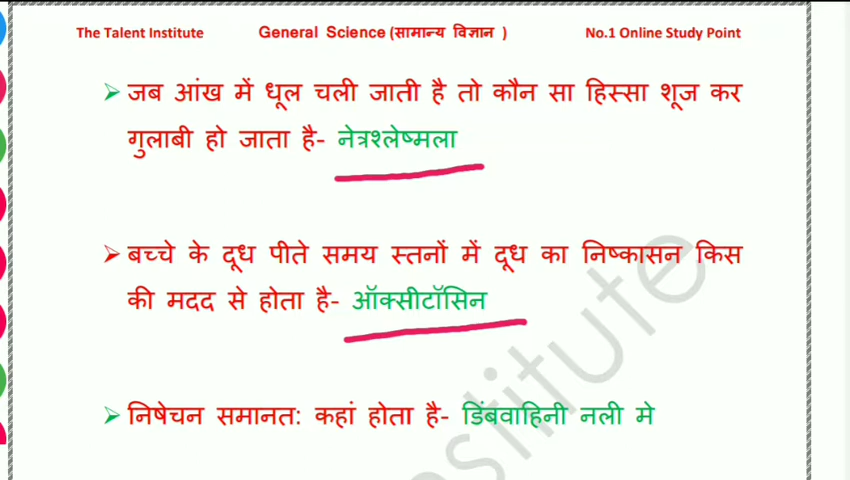 The Talent Institute General Science (सामान्य विज्ञान ) No.1 Online Study Point
➢ जब आंख में धूल चली जाती है तो कौन सा हिस्सा शूज कर
गुलाबी हो जाता है- नेत्रश्लेष्मला
➢ बच्चे के दूध पीते समय स्तनों में दूध का निष्कासन किस
की मदद से होता है- ऑक्सीटॉसिन
➢ निषेचन समानत: कहां होता है- डिंबवाहिनी नली मे
nstitute